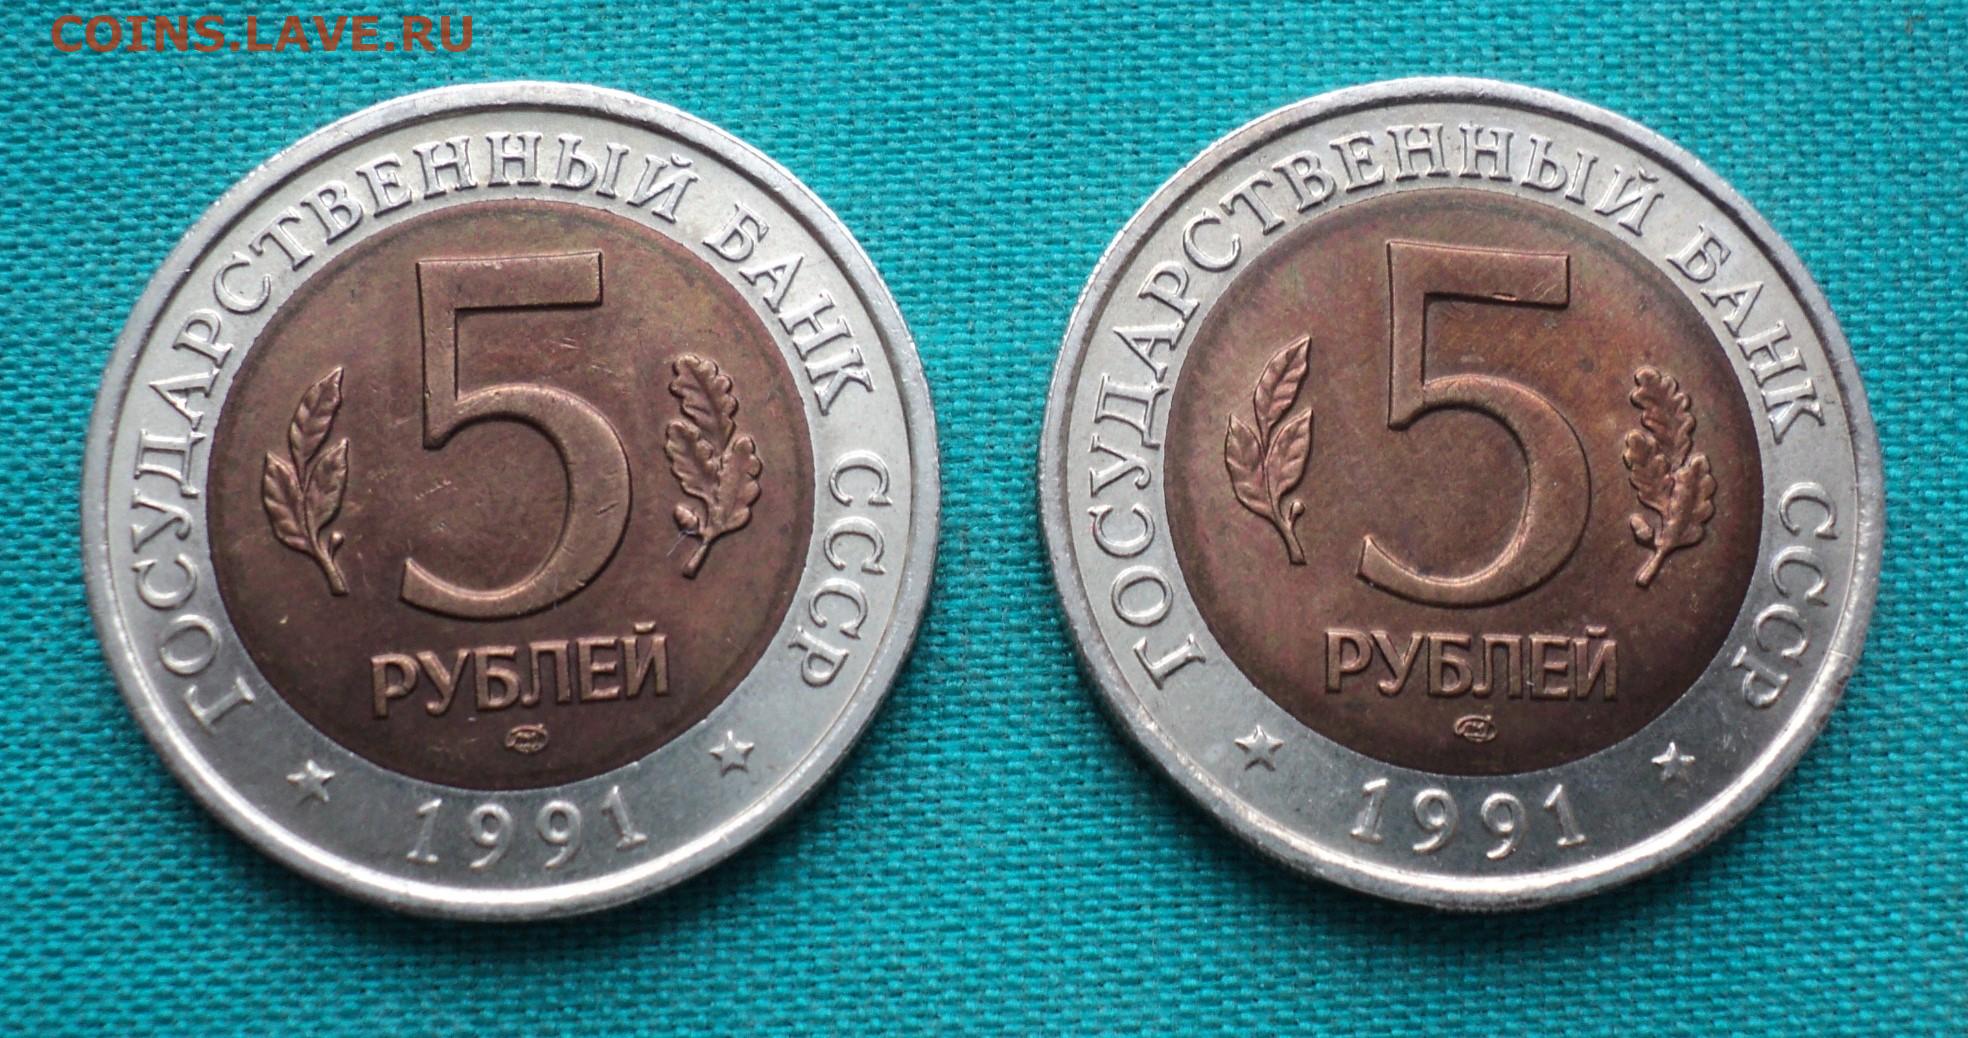 COINS.LAVE.RU
ГОСУДАРСТВЕННЫЙ БАНК СССР
5
РУБЛЕЙ
1991
ГОСУДАРСТВЕННЫЙ БАНК СССР
5
РУБЛЕЙ
1991